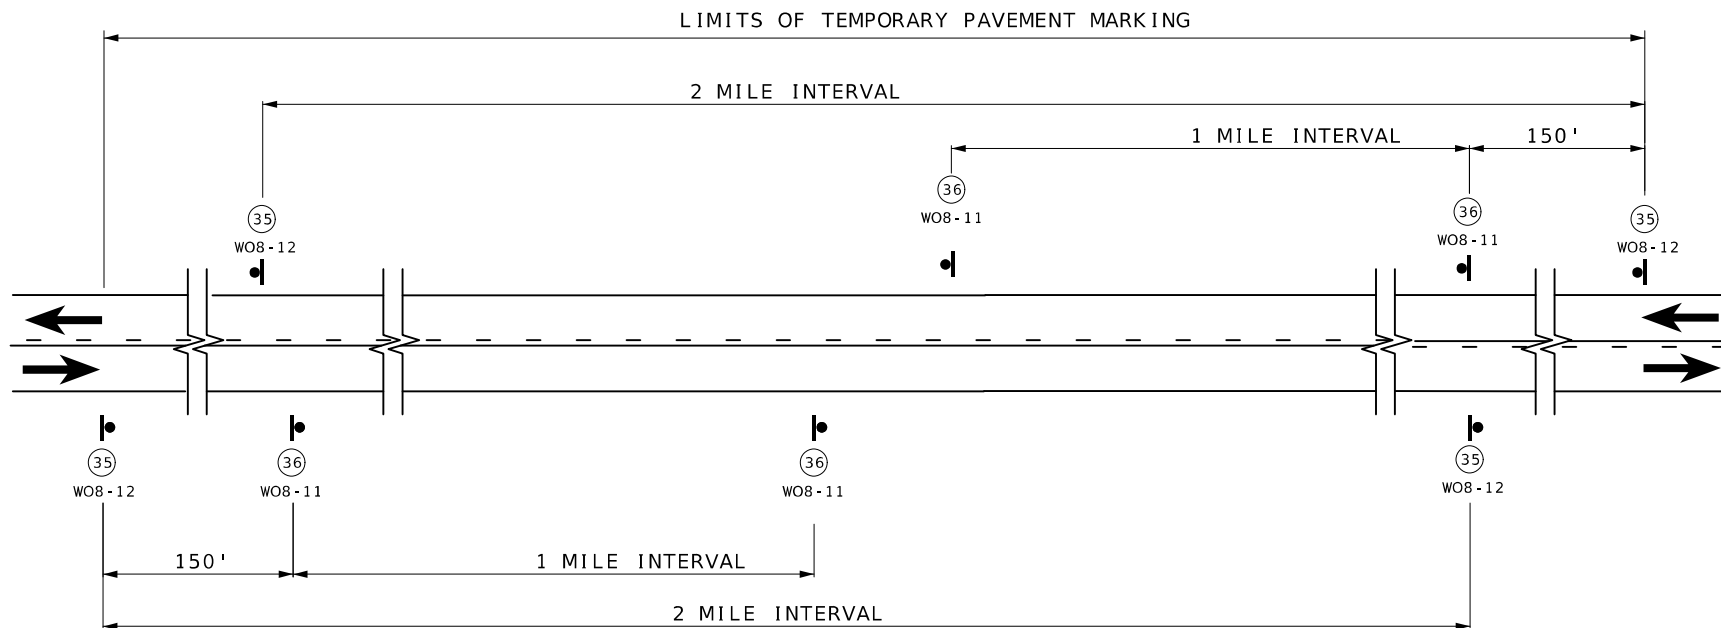 LIMITS OF TEMPORARY PAVEMENT MARKING
2 MILE INTERVAL
1 MILE INTERVAL 150'
35
WO8-12
36
WO8-11
36
WO8-11
35
WO8-12
35
WO8-12
36
WO8-11
36
WO8-11
35
WO8-12
150' 1 MILE INTERVAL
2 MILE INTERVAL